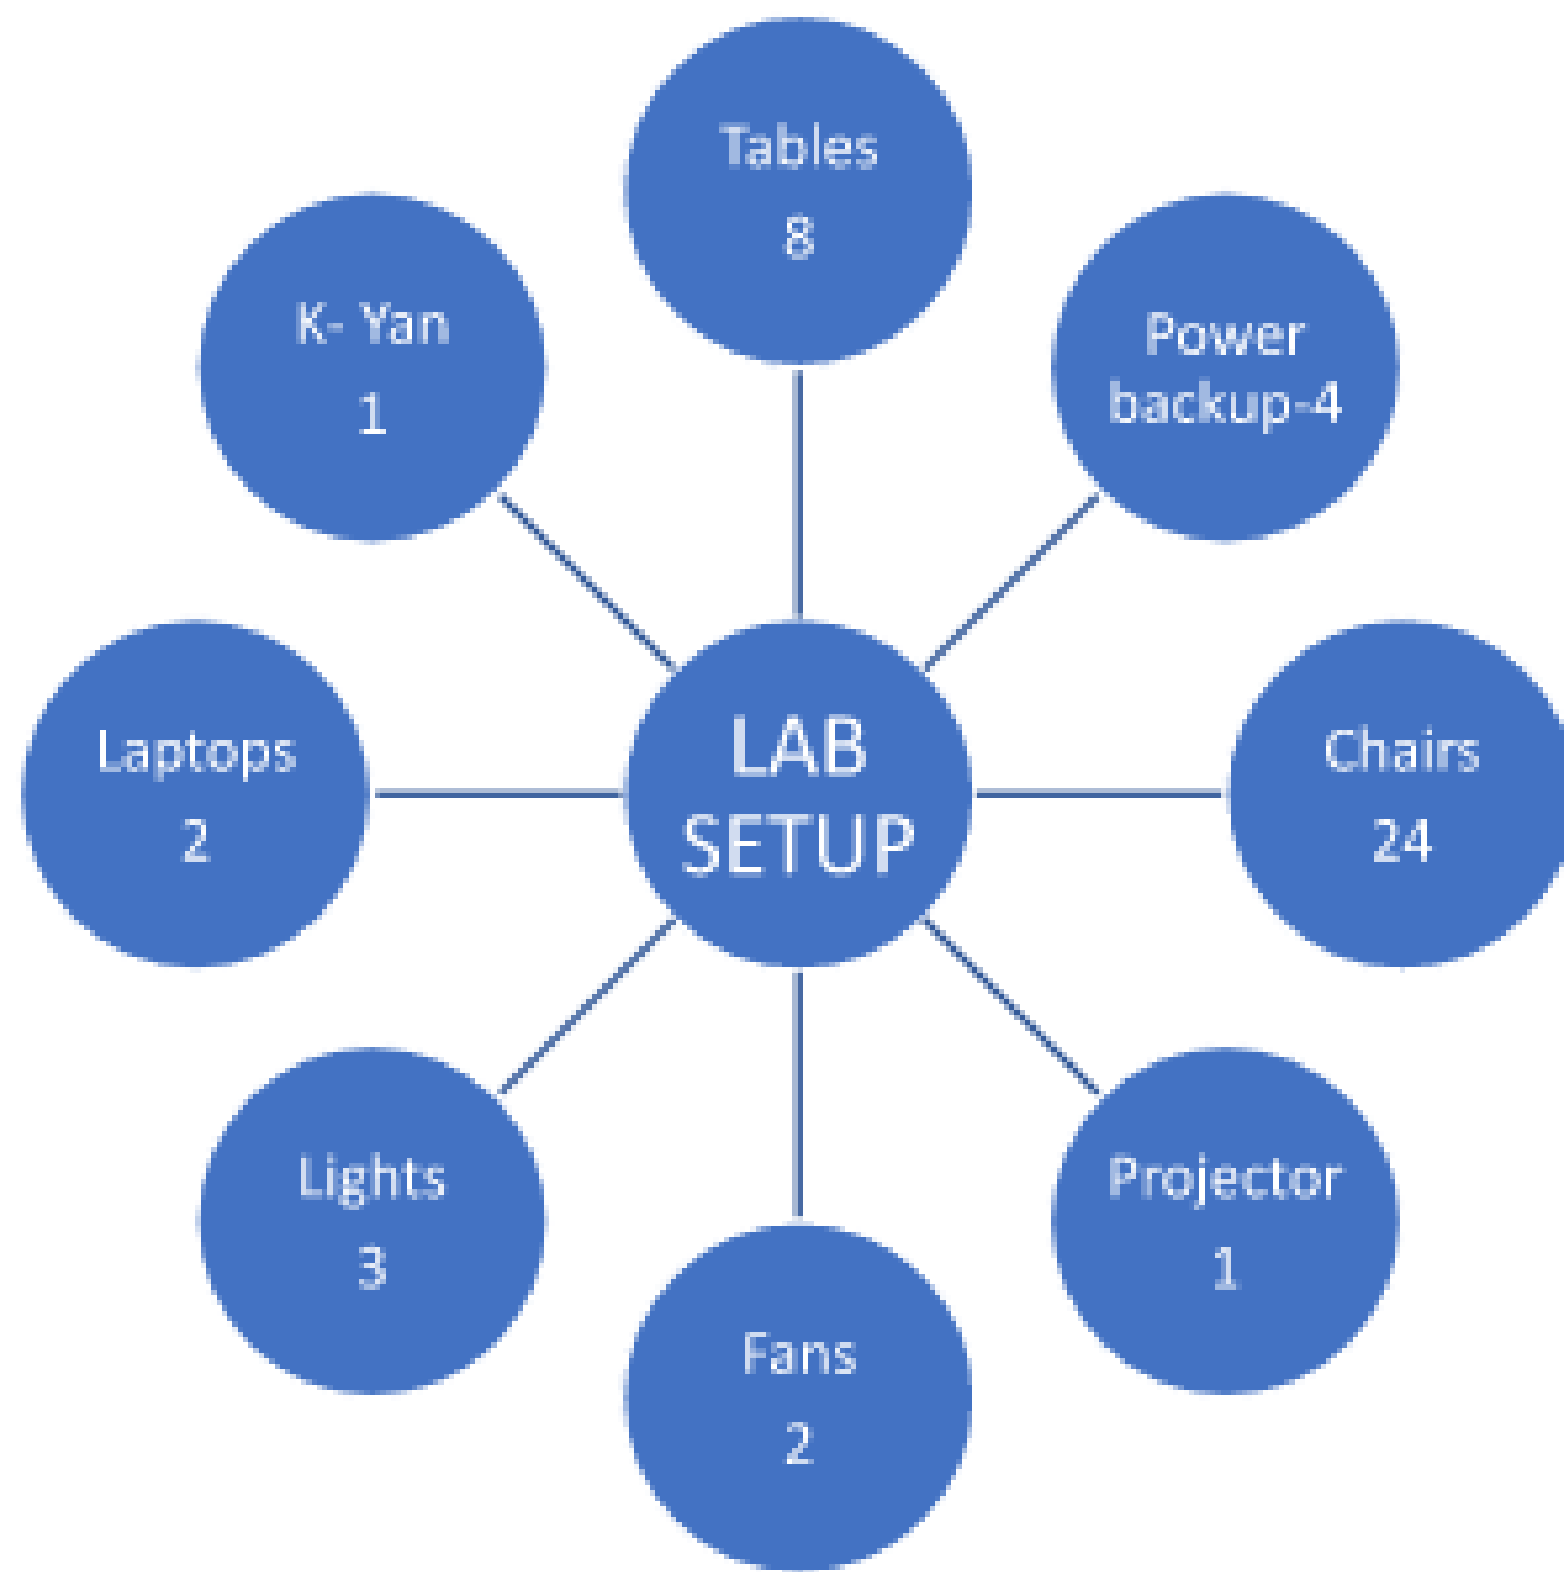 Tables
8
Power
backup-4
Chairs
24
Projector
1
Fans
2
Lights
3
Laptops
2
K- Yan
1
LAB
SETUP